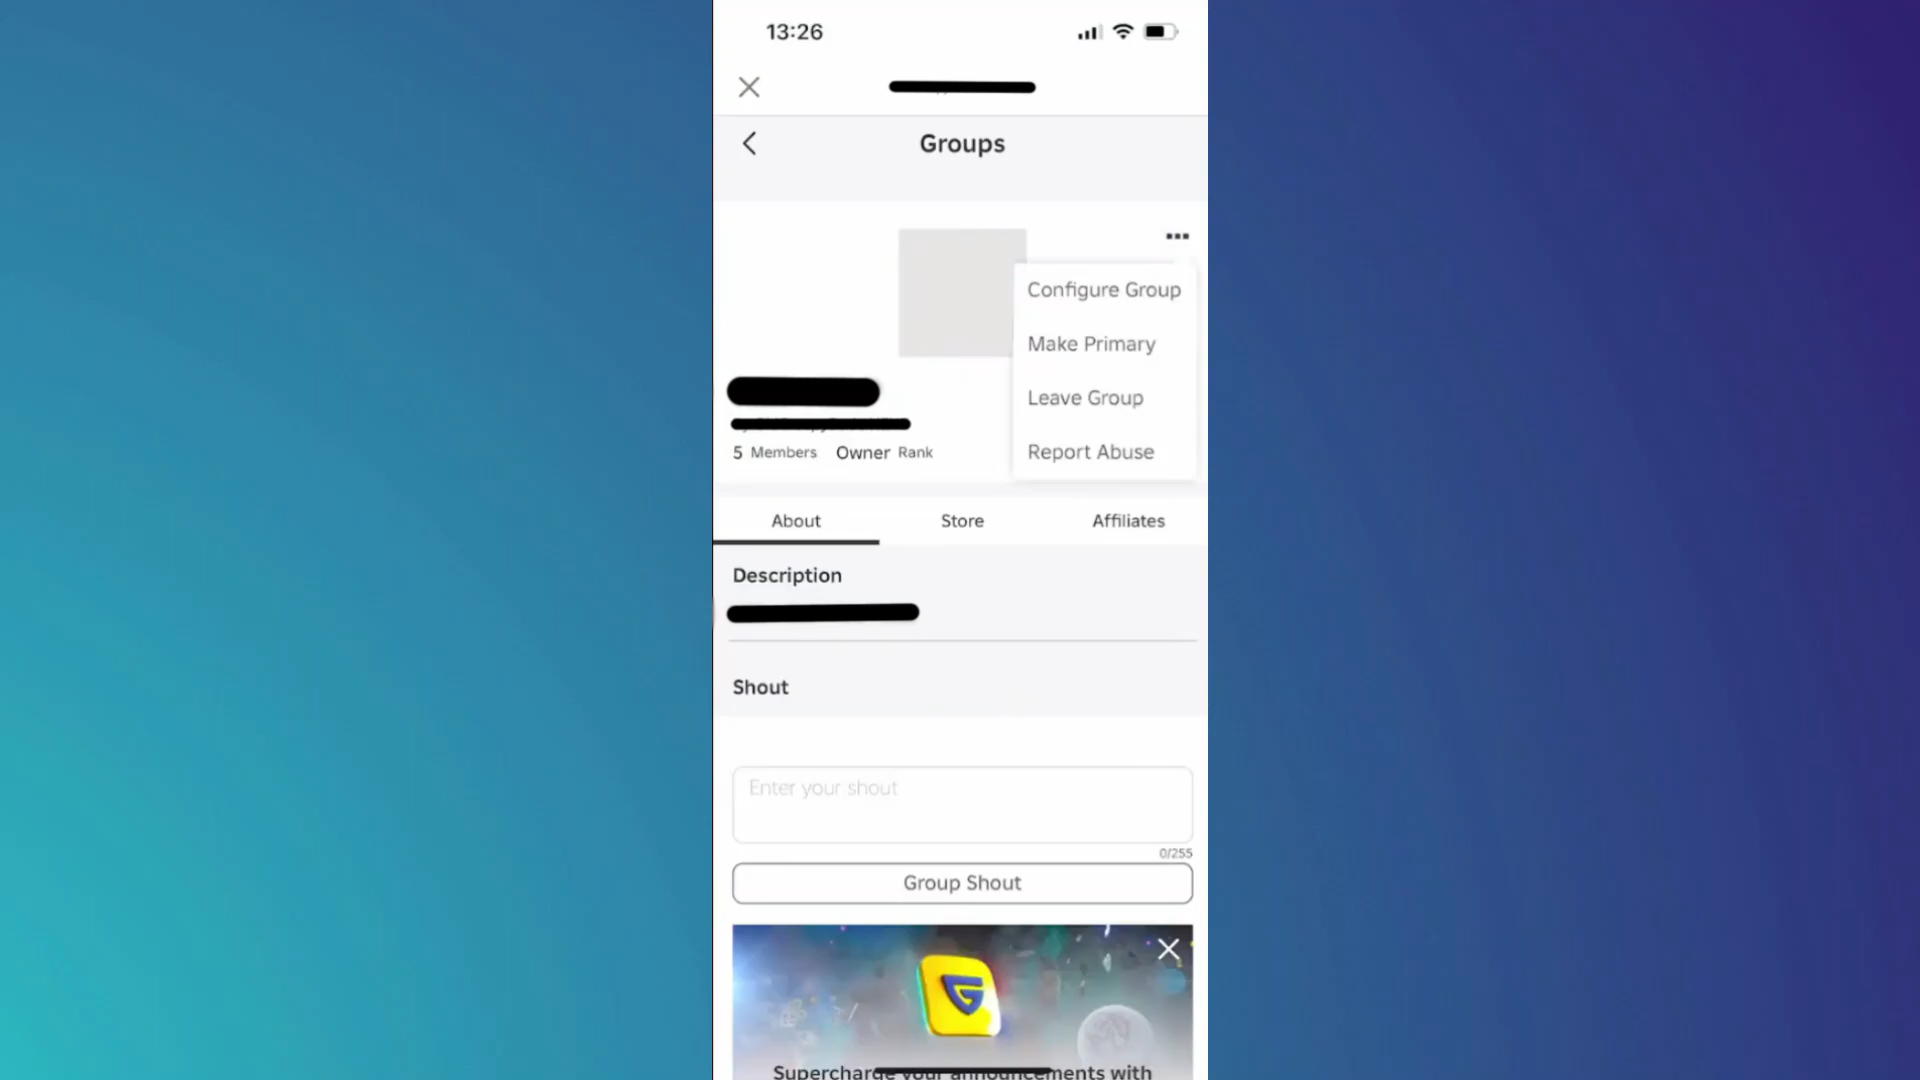 13:26
Groups
Configure Group
Make Primary
Leave Group
Report Abuse
5 Members Owner Rank
About Store Affiliates
Description
Shout
Enter your shout
0/255
Group Shout
G
Supercharge your announcements with